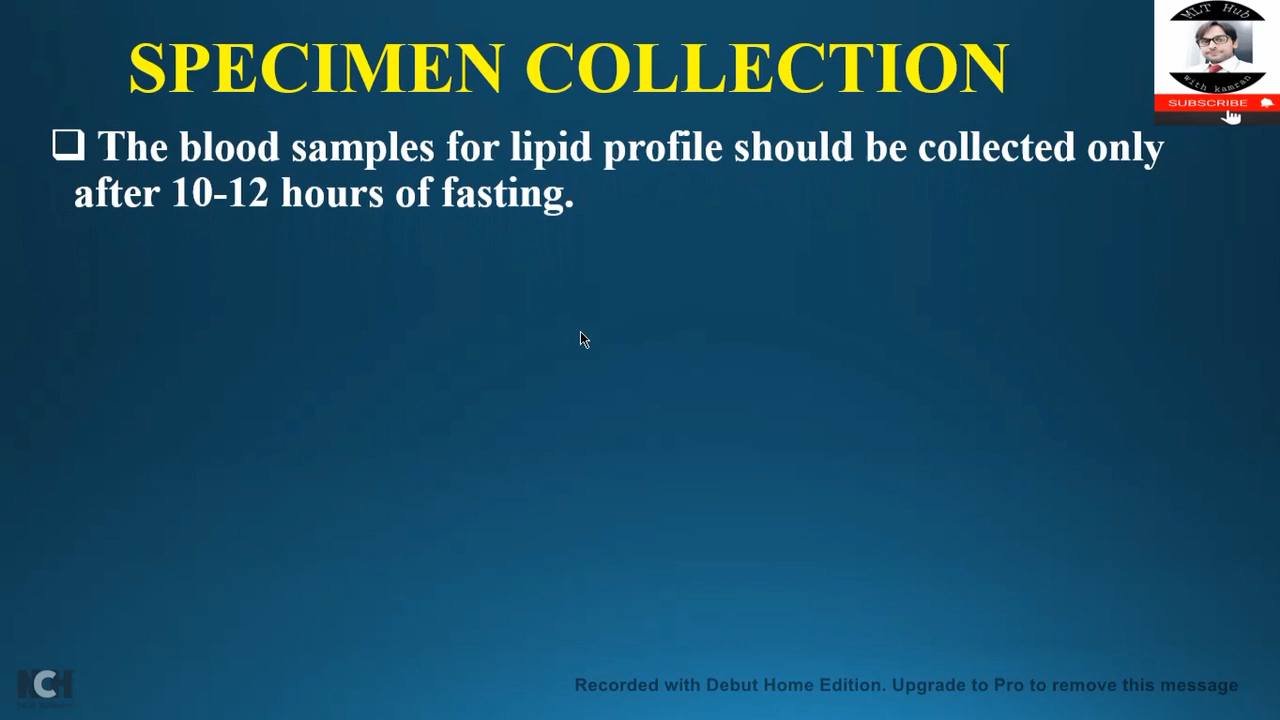 MLT Hub
SPECIMEN COLLECTION
with kamran
SUBSCRIBE
❑ The blood samples for lipid profile should be collected only
after 10-12 hours of fasting.
NCH
Recorded with Debut Home Edition. Upgrade to Pro to remove this message